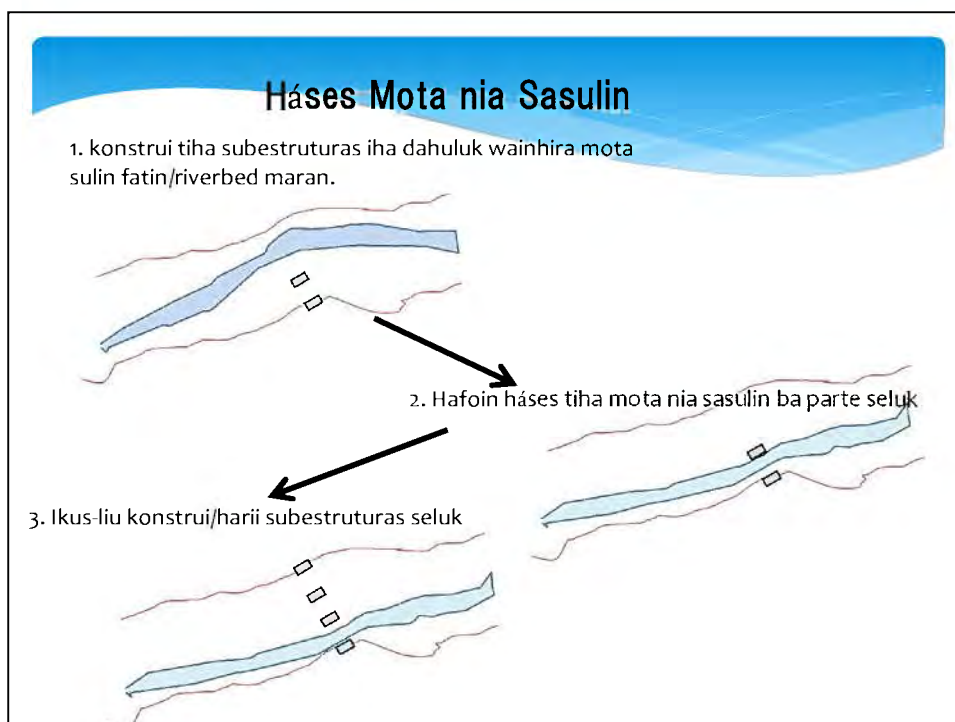 Háses Mota nia Sasulin
1. konstrui tiha subestruturas iha dahuluk wainhira mota
sulin fatin/riverbed maran.
2. Hafoin háses tiha mota nia sasulin ba parte seluk
3. Ikus-liu konstrui/harii subestruturas seluk